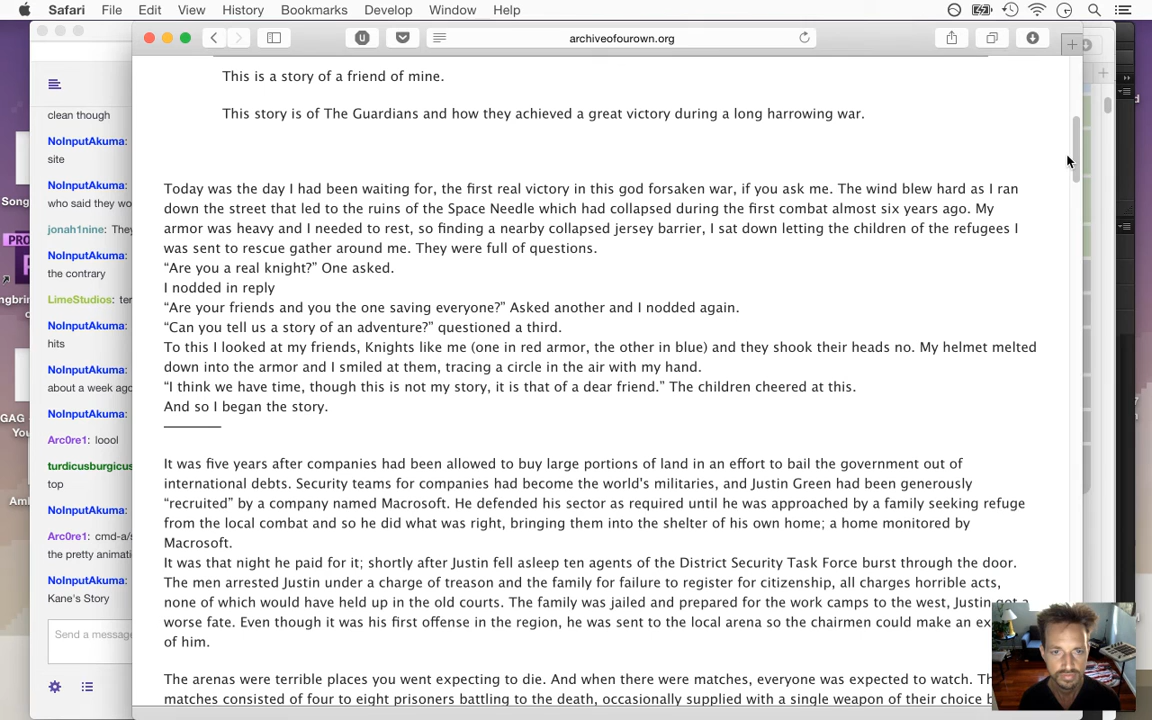 Safari File Edit View History Bookmarks Develop Window Help
archiveofourown.org
This is a story of a friend of mine.
This story is of The Guardians and how they achieved a great victory during a long harrowing war.
Today was the day I had been waiting for, the first real victory in this god forsaken war, if you ask me. The wind blew hard as I ran
down the street that led to the ruins of the Space Needle which had collapsed during the first combat almost six years ago. My
armor was heavy and I needed to rest, so finding a nearby collapsed jersey barrier, I sat down letting the children of the refugees I
was sent to rescue gather around me. They were full of questions.
“Are you a real knight?” One asked.
I nodded in reply
“Are your friends and you the one saving everyone?” Asked another and I nodded again.
“Can you tell us a story of an adventure?” questioned a third.
To this I looked at my friends, Knights like me (one in red armor, the other in blue) and they shook their heads no. My helmet melted
down into the armor and I smiled at them, tracing a circle in the air with my hand.
“I think we have time, though this is not my story, it is that of a dear friend.” The children cheered at this.
And so I began the story.
It was five years after companies had been allowed to buy large portions of land in an effort to bail the government out of
international debts. Security teams for companies had become the world's militaries, and Justin Green had been generously
“recruited” by a company named Macrosoft. He defended his sector as required until he was approached by a family seeking refuge
from the local combat and so he did what was right, bringing them into the shelter of his own home; a home monitored by
Macrosoft.
It was that night he paid for it; shortly after Justin fell asleep ten agents of the District Security Task Force burst through the door.
The men arrested Justin under a charge of treason and the family for failure to register for citizenship, all charges horrible acts,
none of which would have held up in the old courts. The family was jailed and prepared for the work camps to the west, Justin got a
worse fate. Even though it was his first offense in the region, he was sent to the local arena so the chairmen could make an ex
of him.
The arenas were terrible places you went expecting to die. And when there were matches, everyone was expected to watch. Th
matches consisted of four to eight prisoners battling to the death, occasionally supplied with a single weapon of their choice b
clean though
NoInputAkuma:
site
NoInputAkuma:
who said they wo
jonah1nine: They
NoInputAkuma:
the contrary
LimeStudios: ter
NoInputAkuma:
hits
NoInputAkuma:
about a week ago
NoInputAkuma:
Arc0re1: loool
turdicusburgicus
top
NoInputAkuma:
Arc0re1: cmd-a/s
the pretty animati
NoInputAkuma:
Kane's Story
Send a message
Song
PRO
ngbrin
GAG -
You
Aml